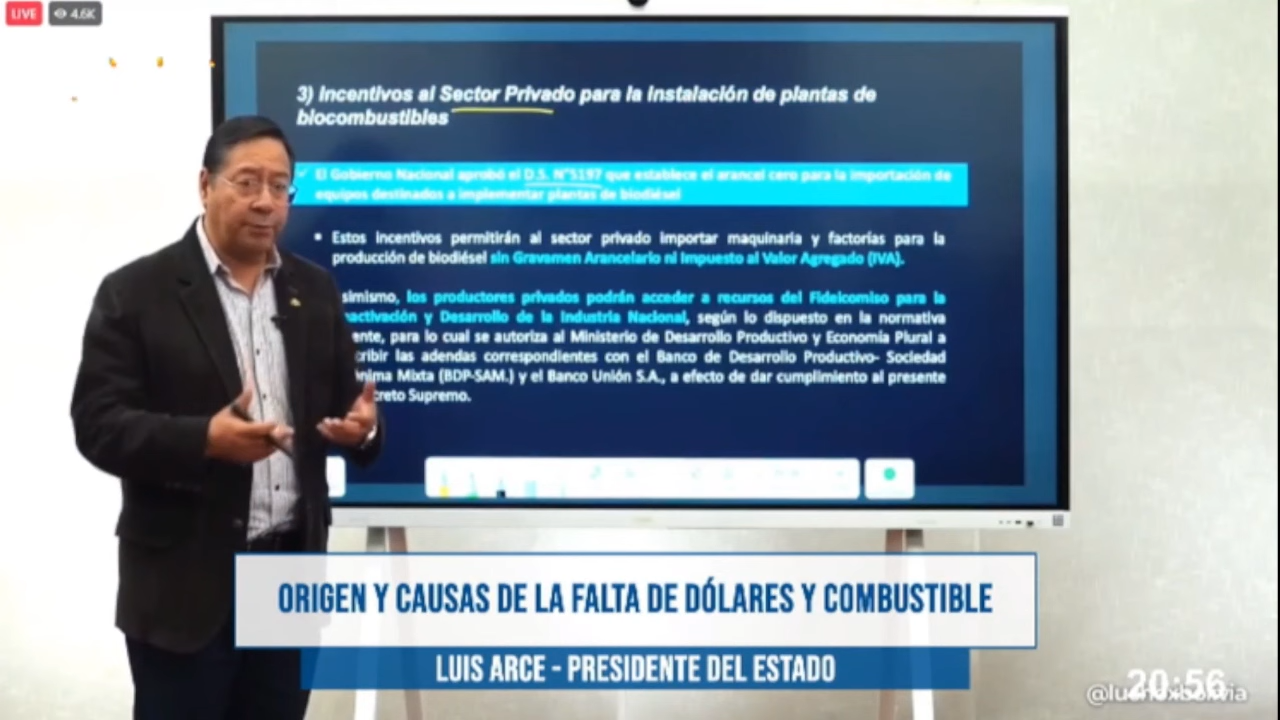 LIVE 4.6K
3) Incentivos al Sector Privado para la instalación de plantas de
biocombustibles
El Gobierno Nacional aprobó el D.S. N°5197 que establece el arancel cero para la importación de
equipos destinados a implementar plantas de biodiésel
Estos incentivos permitirán al sector privado importar maquinaria y factorías para la
producción de biodiésel sin Gravamen Arancelario ni Impuesto al Valor Agregado (IVA).
simismo, los productores privados podrán acceder a recursos del Fideicomiso para la
activación y Desarrollo de la Industria Nacional, según lo dispuesto en la normativa
ente, para lo cual se autoriza al Ministerio de Desarrollo Productivo y Economía Plural a
cribir las adendas correspondientes con el Banco de Desarrollo Productivo- Sociedad
nima Mixta (BDP-SAM.) y el Banco Unión S.A., a efecto de dar cumplimiento al presente
creto Supremo.
ORIGEN Y CAUSAS DE LA FALTA DE DÓLARES Y COMBUSTIBLE
LUIS ARCE - PRESIDENTE DEL ESTADO
20:56